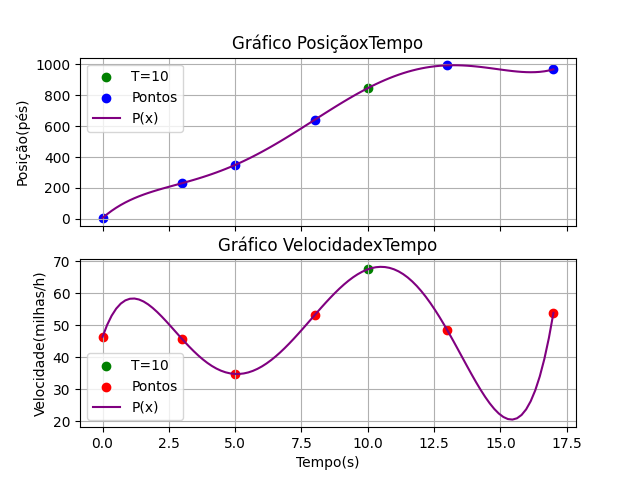 Gráfico PosiçãoxTempo
1000
800
600
400
200
0
Posição(pés)
T=10
Pontos
P(x)
Gráfico VelocidadexTempo
70
60
50
40
30
20
Velocidade(milhas/h)
T=10
Pontos
P(x)
0.0 2.5 5.0 7.5 10.0 12.5 15.0 17.5
Tempo(s)